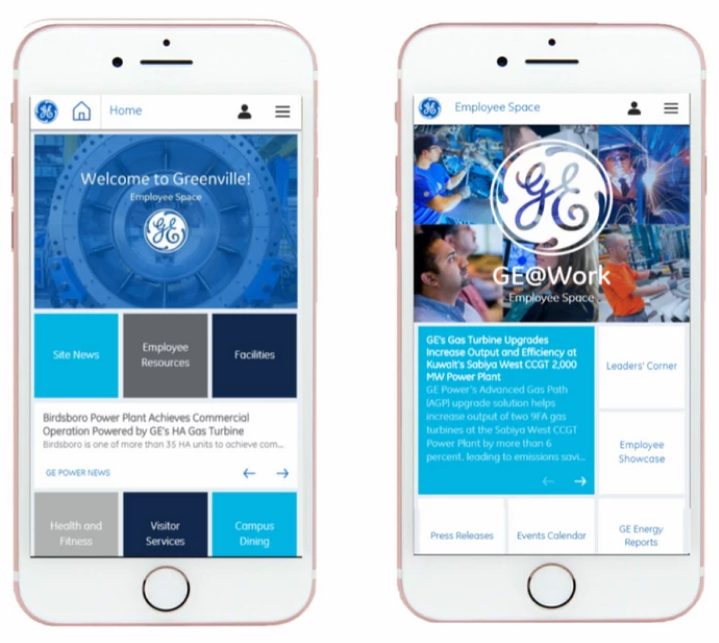 Home
Welcome to Greenville!
Employee Space
Site News
Employee
Resources
Facilities
Birdsboro Power Plant Achieves Commercial
Operation Powered by GE's HA Gas Turbine
Birdsboro is one of more than 35 HA units to achieve com...
GE POWER NEWS
Health and
Fitness
Visitor
Services
Campus
Dining
Employee Space
GE@Work
Employee Space
GE's Gas Turbine Upgrades
Increase Output and Efficiency at
Kuwait's Sabiya West CCGT 2,000
MW Power Plant
GE Power's Advanced Gas Path
(AGP) upgrade solution helps
increase output of two 9FA gas
turbines at the Sabiya West CCGT
Power Plant by more than 6
percent, leading to emissions savi...
Leaders' Corner
Employee
Showcase
Press Releases
Events Calendar
GE Energy
Reports